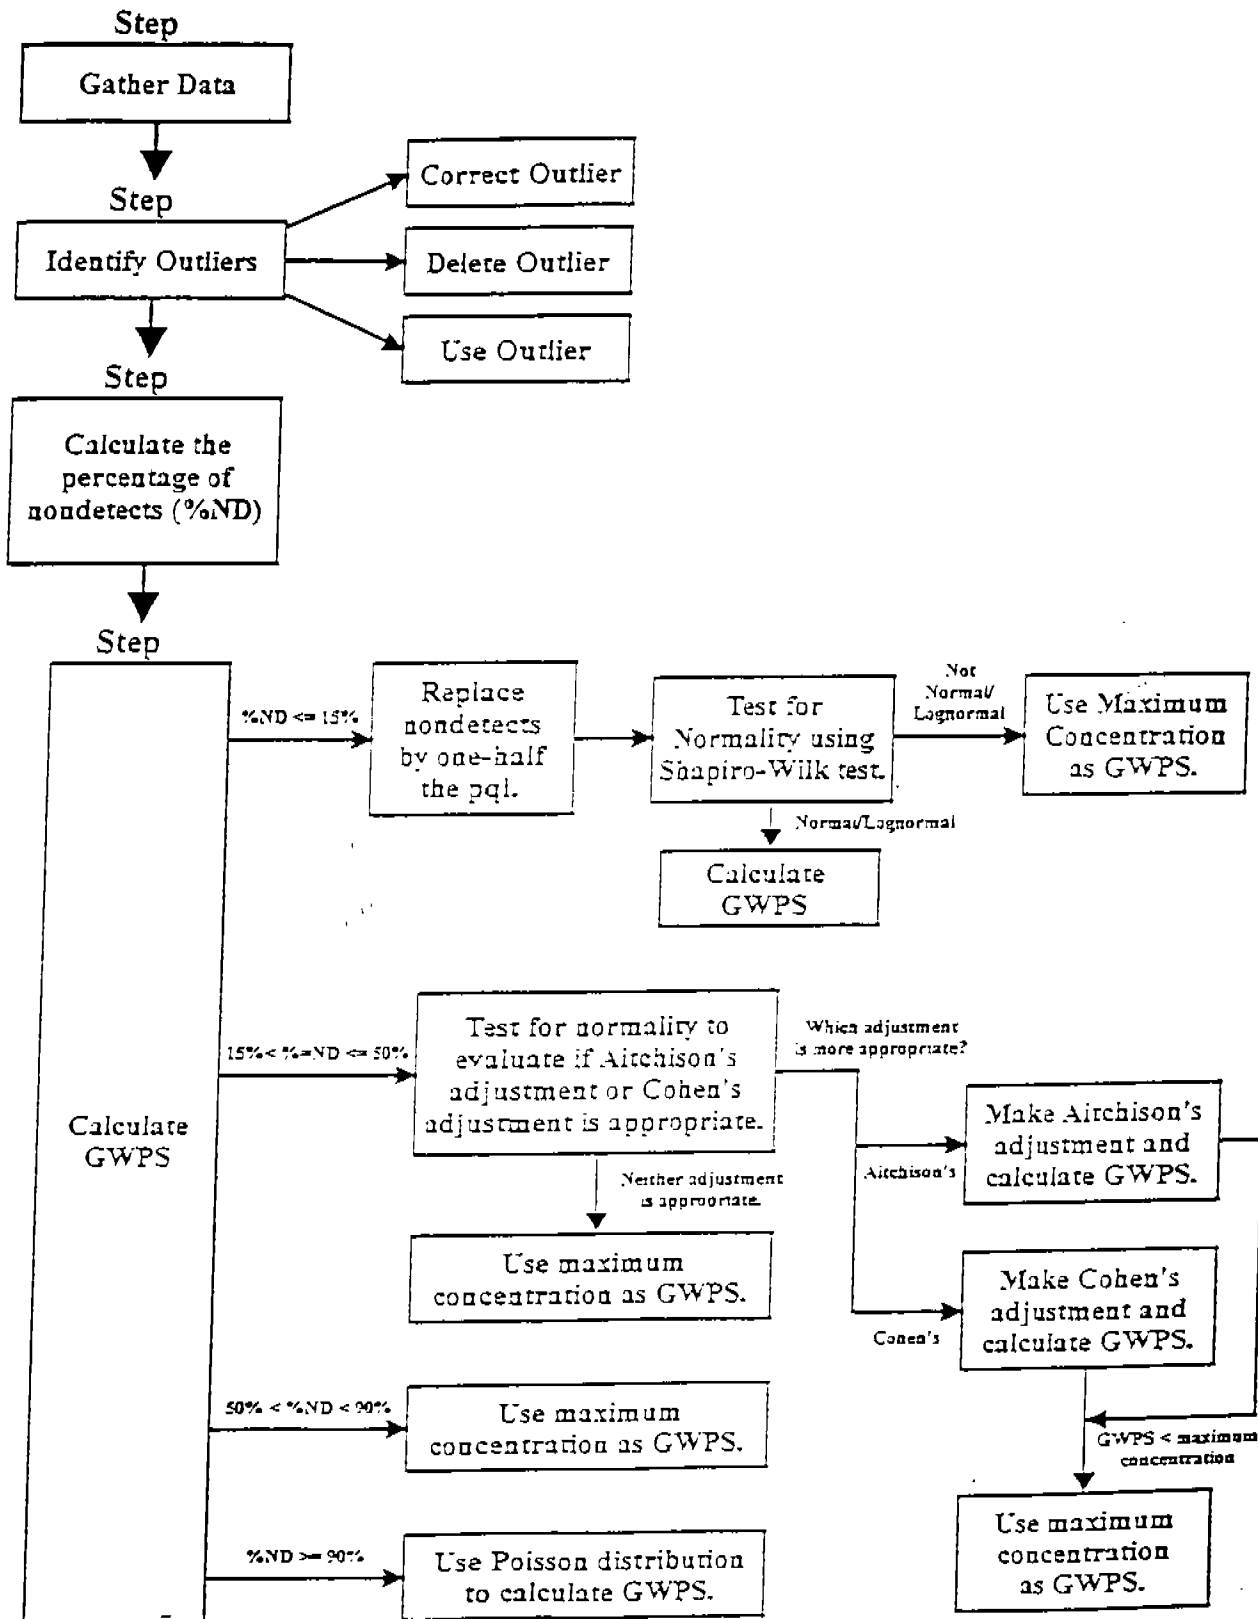 Step
Gather Data
Step
Identify Outliers
Correct Outlier
Delete Outlier
Use Outlier
Step
Calculate the
percentage of
nondetects (%ND)
Step
Calculate
GWPS
%ND <= 15%
Replace
nondetects
by one-half
the pql.
Test for
Normality using
Shapiro-Wilk test.
Not
Normal/
Lognormal
Use Maximum
Concentration
as GWPS.
Normal/Lognormal
Calculate
GWPS
15%< %=ND <= 50%
Test for normality to
evaluate if Aitchison's
adjustment or Cohen's
adjustment is appropriate.
Which adjustment
is more appropriate?
Neither adjustment
is appropriate.
Use maximum
concentration as GWPS.
Aitchison's
Make Aitchison's
adjustment and
calculate GWPS.
Cohen's
Make Cohen's
adjustment and
calculate GWPS.
GWPS < maximum
concentration
Use maximum
concentration
as GWPS.
50% < %ND < 90%
Use maximum
concentration as GWPS.
%ND >= 90%
Use Poisson distribution
to calculate GWPS.